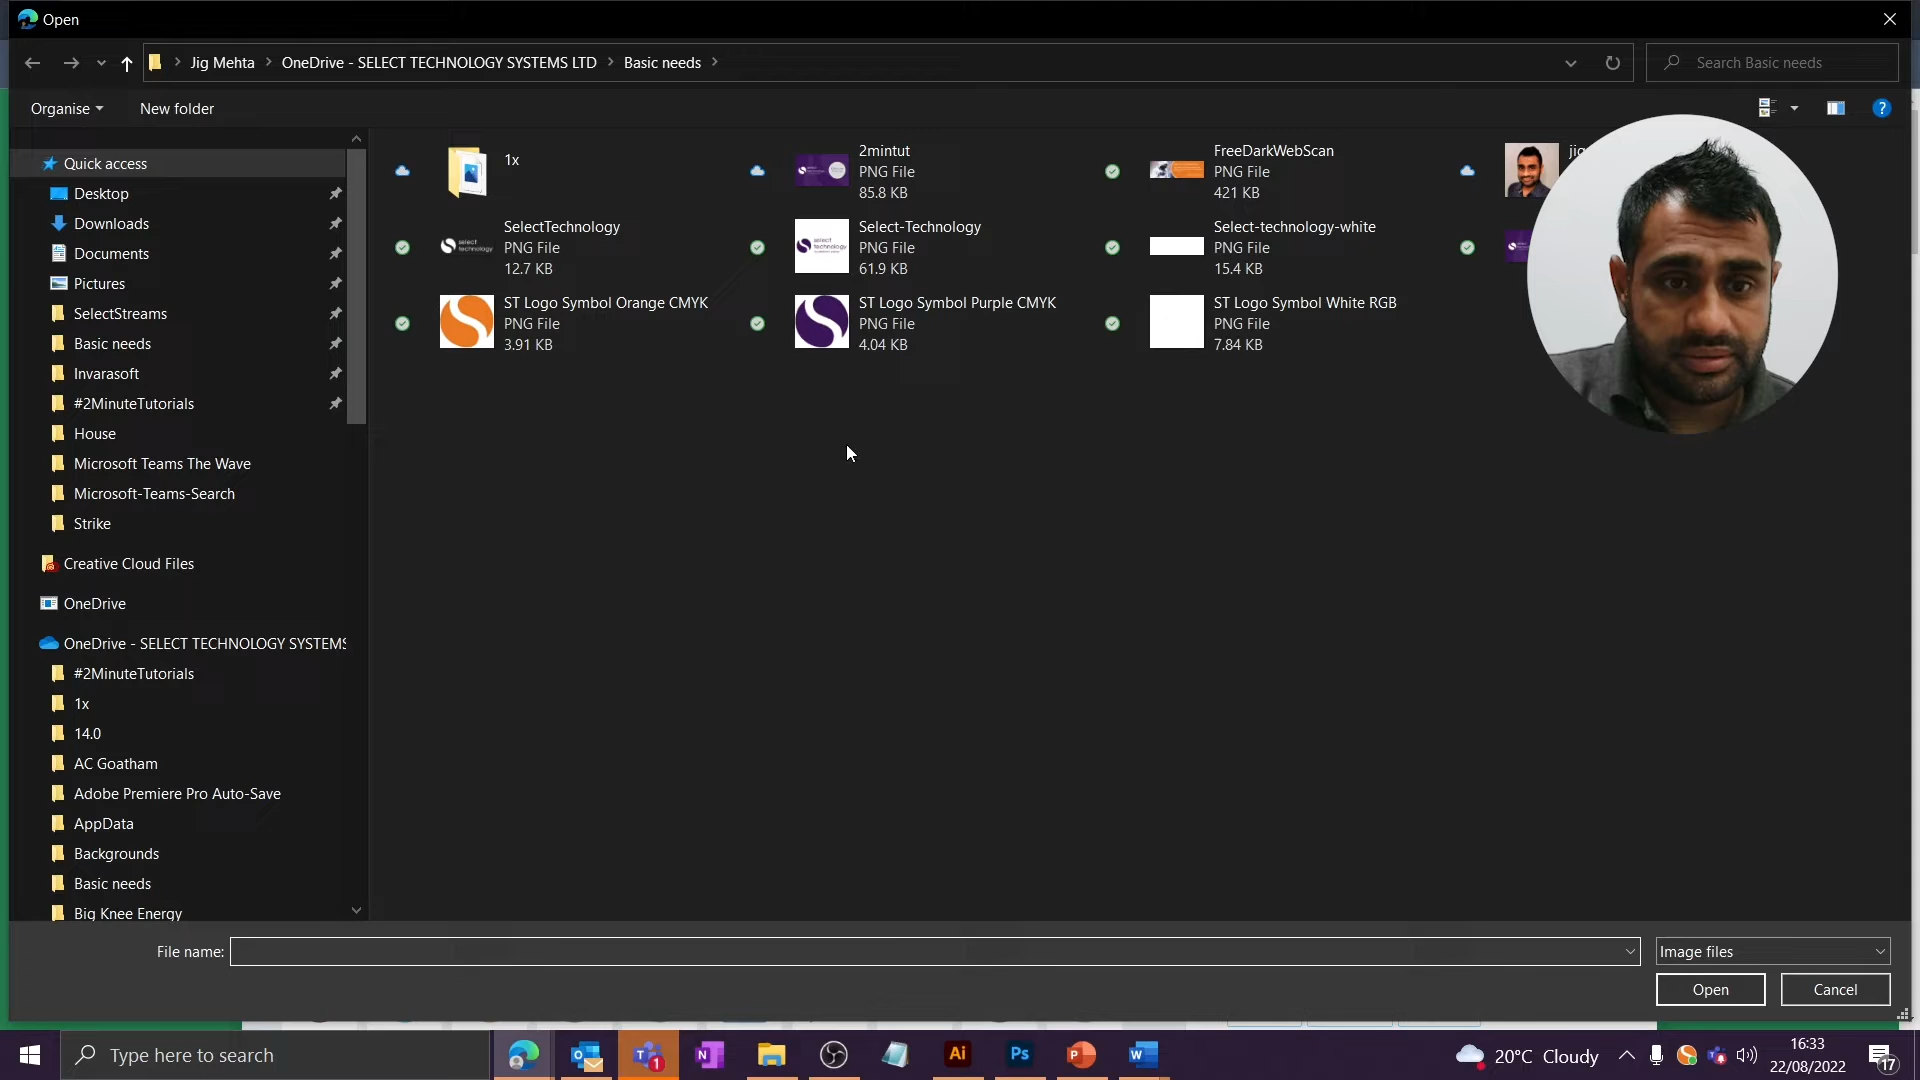 Open
Jig Mehta > OneDrive - SELECT TECHNOLOGY SYSTEMS LTD > Basic needs >
Search Basic needs
Organise
New folder
Quick access
Desktop
Downloads
Documents
Pictures
SelectStreams
Basic needs
Invarasoft
#2MinuteTutorials
House
Microsoft Teams The Wave
Microsoft-Teams-Search
Strike
Creative Cloud Files
OneDrive
OneDrive - SELECT TECHNOLOGY SYSTEMS
#2MinuteTutorials
1x
14.0
AC Goatham
Adobe Premiere Pro Auto-Save
AppData
Backgrounds
Basic needs
Big Knee Energy
1x
2mintut
PNG File
85.8 KB
FreeDarkWebScan
PNG File
421 KB
SelectTechnology
PNG File
12.7 KB
Select-Technology
PNG File
61.9 KB
Select-technology-white
PNG File
15.4 KB
ST Logo Symbol Orange CMYK
PNG File
3.91 KB
ST Logo Symbol Purple CMYK
PNG File
4.04 KB
ST Logo Symbol White RGB
PNG File
7.84 KB
select
technology
select
technology
File name:
Image files
Open
Cancel
Type here to search
20°C Cloudy
16:33
22/08/2022
17